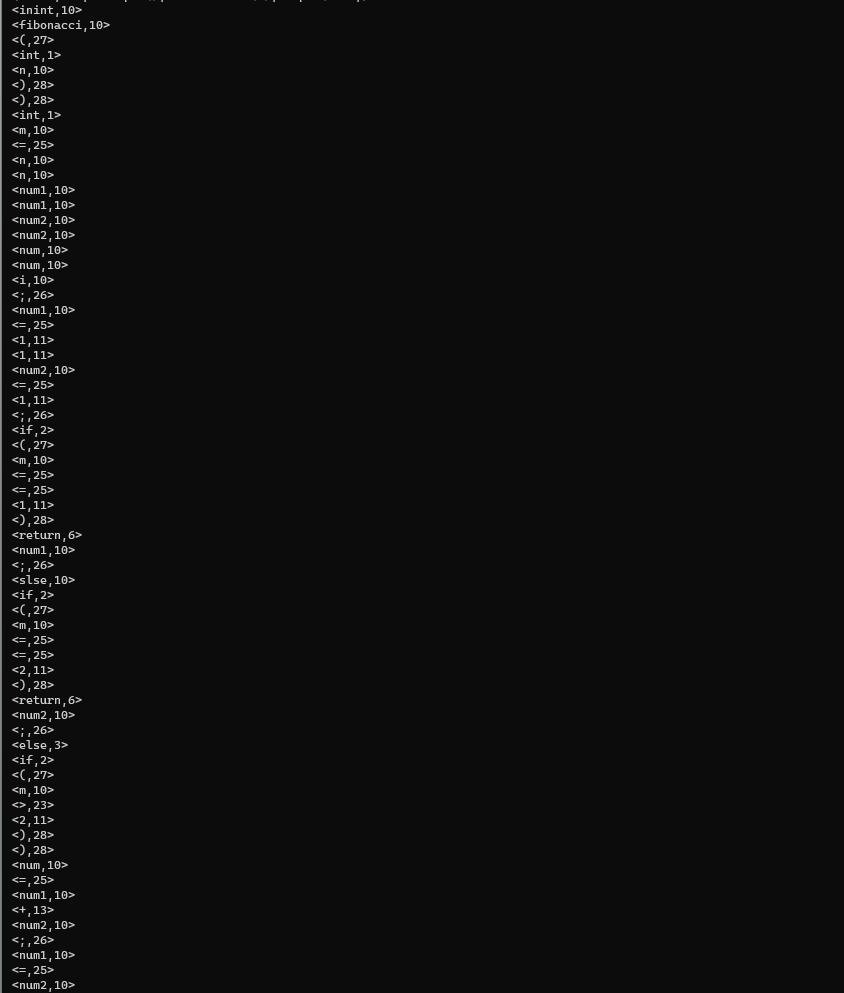 <inint,10>
<fibonacci,10>
<(,27>
<int,1>
<n,10>
<),28>
<),28>
<int,1>
<m,10>
<=,25>
<n,10>
<n,10>
<num1,10>
<num1,10>
<num2,10>
<num2,10>
<num,10>
<num,10>
<i,10>
<;,26>
<num1,10>
<=,25>
<1,11>
<1,11>
<num2,10>
<=,25>
<1,11>
<;,26>
<if,2>
<(,27>
<m,10>
<=,25>
<=,25>
<1,11>
<),28>
<return,6>
<num1,10>
<;,26>
<slse,10>
<if,2>
<(,27>
<m,10>
<=,25>
<=,25>
<2,11>
<),28>
<return,6>
<num2,10>
<;,26>
<else,3>
<if,2>
<(,27>
<m,10>
<>,23>
<2,11>
<),28>
<),28>
<num,10>
<=,25>
<num1,10>
<+,13>
<num2,10>
<;,26>
<num1,10>
<=,25>
<num2,10>